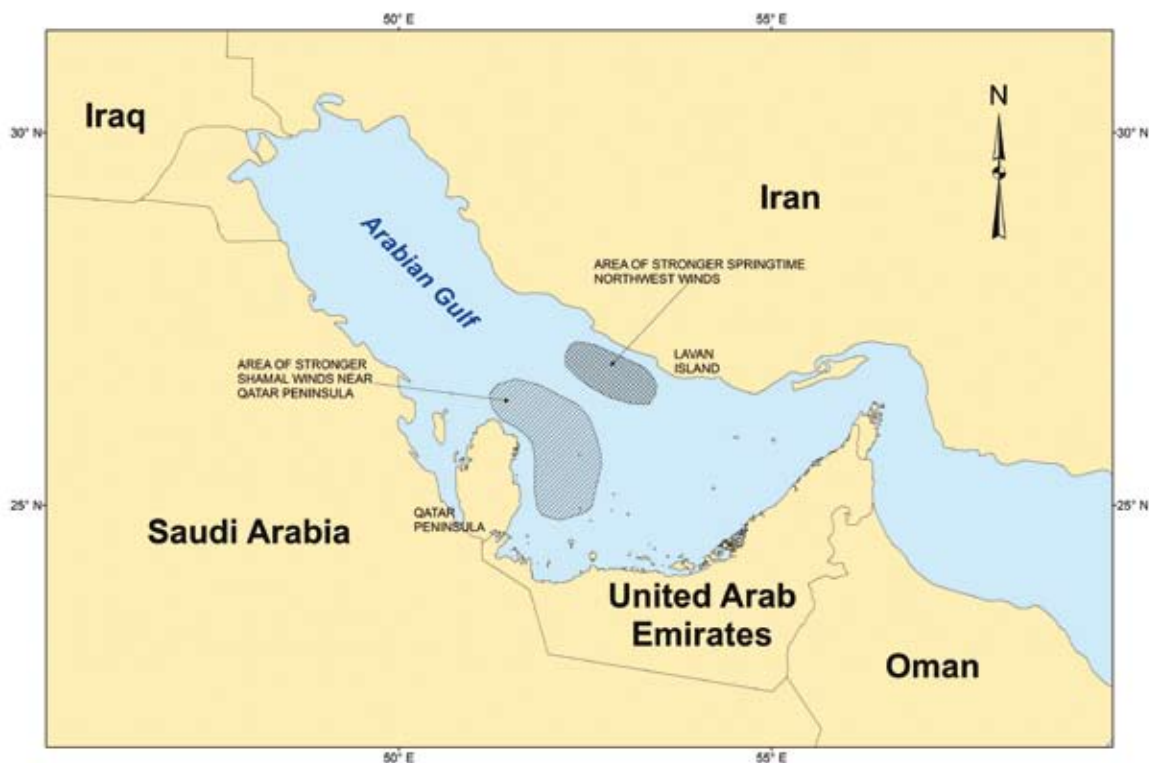 50° E
55° E
N
Iraq
30° N
30° N
Iran
Arabian Gulf
AREA OF STRONGER SPRINGTIME
NORTHWEST WINDS
LAVAN
ISLAND
AREA OF STRONGER
SHAMAL WINDS NEAR
QATAR PENINSULA
25° N
25° N
QATAR
PENINSULA
Saudi Arabia
United Arab
Emirates
Oman
50° E
55° E